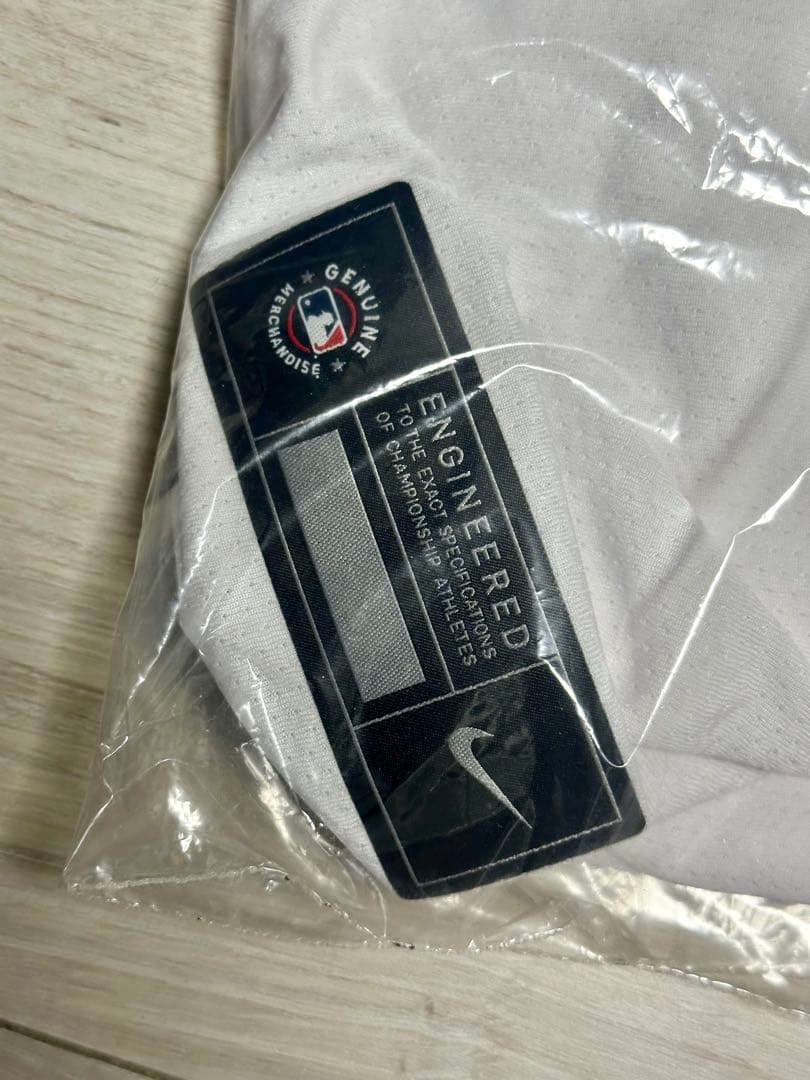 GENUINE
MERCHANDISE
ENGINEERED
TO THE EXACT SPECIFICATIONS
OF CHAMPIONSHIP ATHLETES